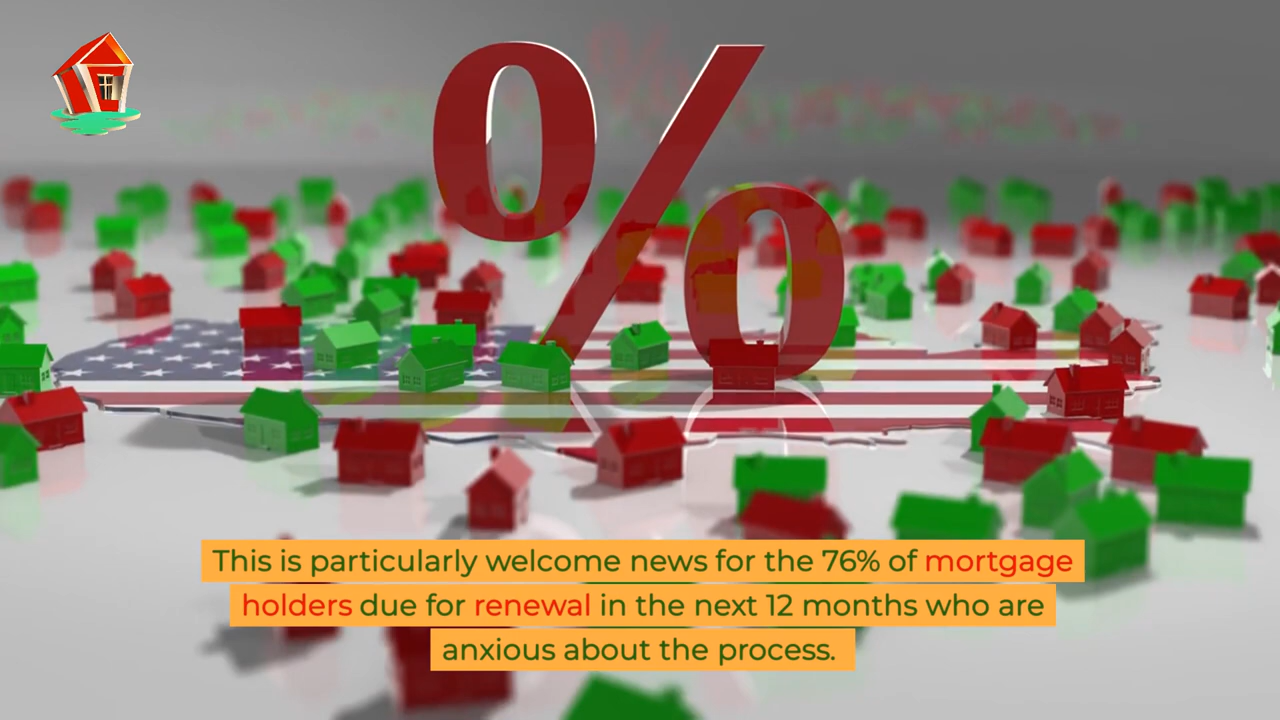 %
This is particularly welcome news for the 76% of mortgage
holders due for renewal in the next 12 months who are
anxious about the process.